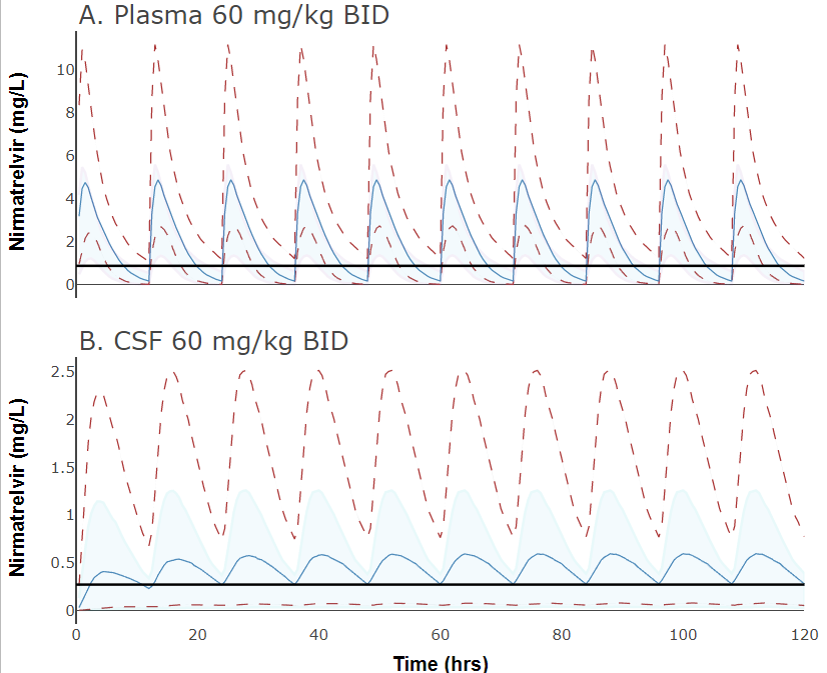 A. Plasma 60 mg/kg BID
Nirmatrelvir (mg/L)
10
8
6
4
2
0
B. CSF 60 mg/kg BID
Nirmatrelvir (mg/L)
2.5
2
1.5
1
0.5
0
0 20 40 60 80 100 120
Time (hrs)